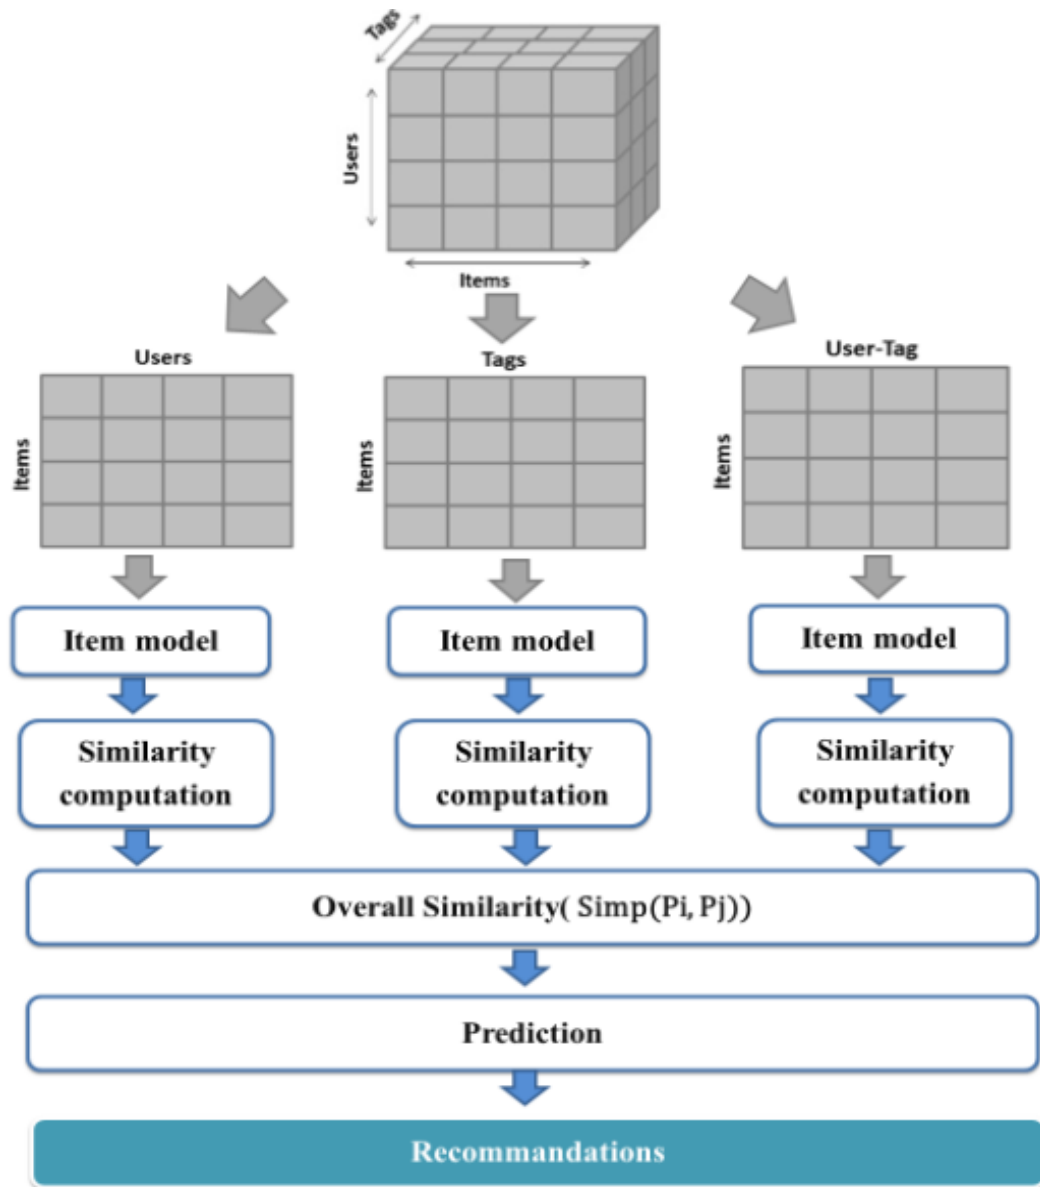 Tags
Users
Items
Users
Tags
User-Tag
Items
Items
Items
Item model
Item model
Item model
Similarity
computation
Similarity
computation
Similarity
computation
Overall Similarity( Simp(Pi, Pj))
Prediction
Recommandations